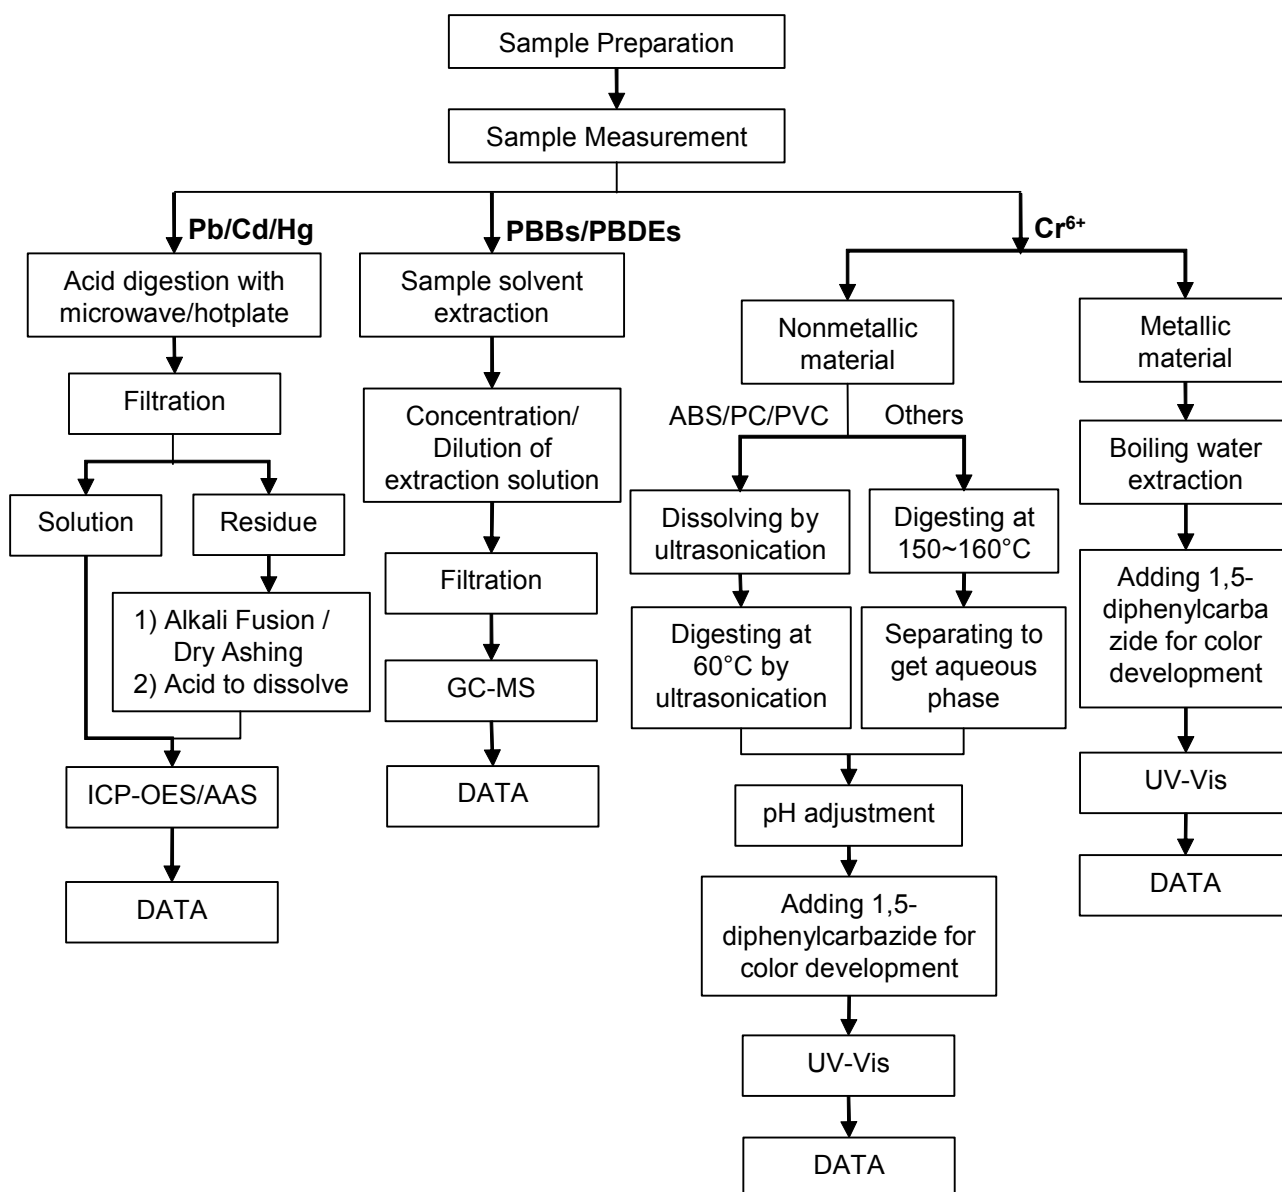 Sample Preparation
Sample Measurement
Pb/Cd/Hg
PBBs/PBDEs
Cr⁶⁺
Acid digestion with
microwave/hotplate
Filtration
Solution
Residue
1) Alkali Fusion /
Dry Ashing
2) Acid to dissolve
ICP-OES/AAS
DATA
Sample solvent
extraction
Concentration/
Dilution of
extraction solution
Filtration
GC-MS
DATA
Nonmetallic
material
ABS/PC/PVC
Others
Dissolving by
ultrasonication
Digesting at
60°C by
ultrasonication
Digesting at
150~160°C
Separating to
get aqueous
phase
pH adjustment
Adding 1,5-
diphenylcarbazide for
color development
UV-Vis
DATA
Metallic
material
Boiling water
extraction
Adding 1,5-
diphenylcarba
zide for color
development
UV-Vis
DATA